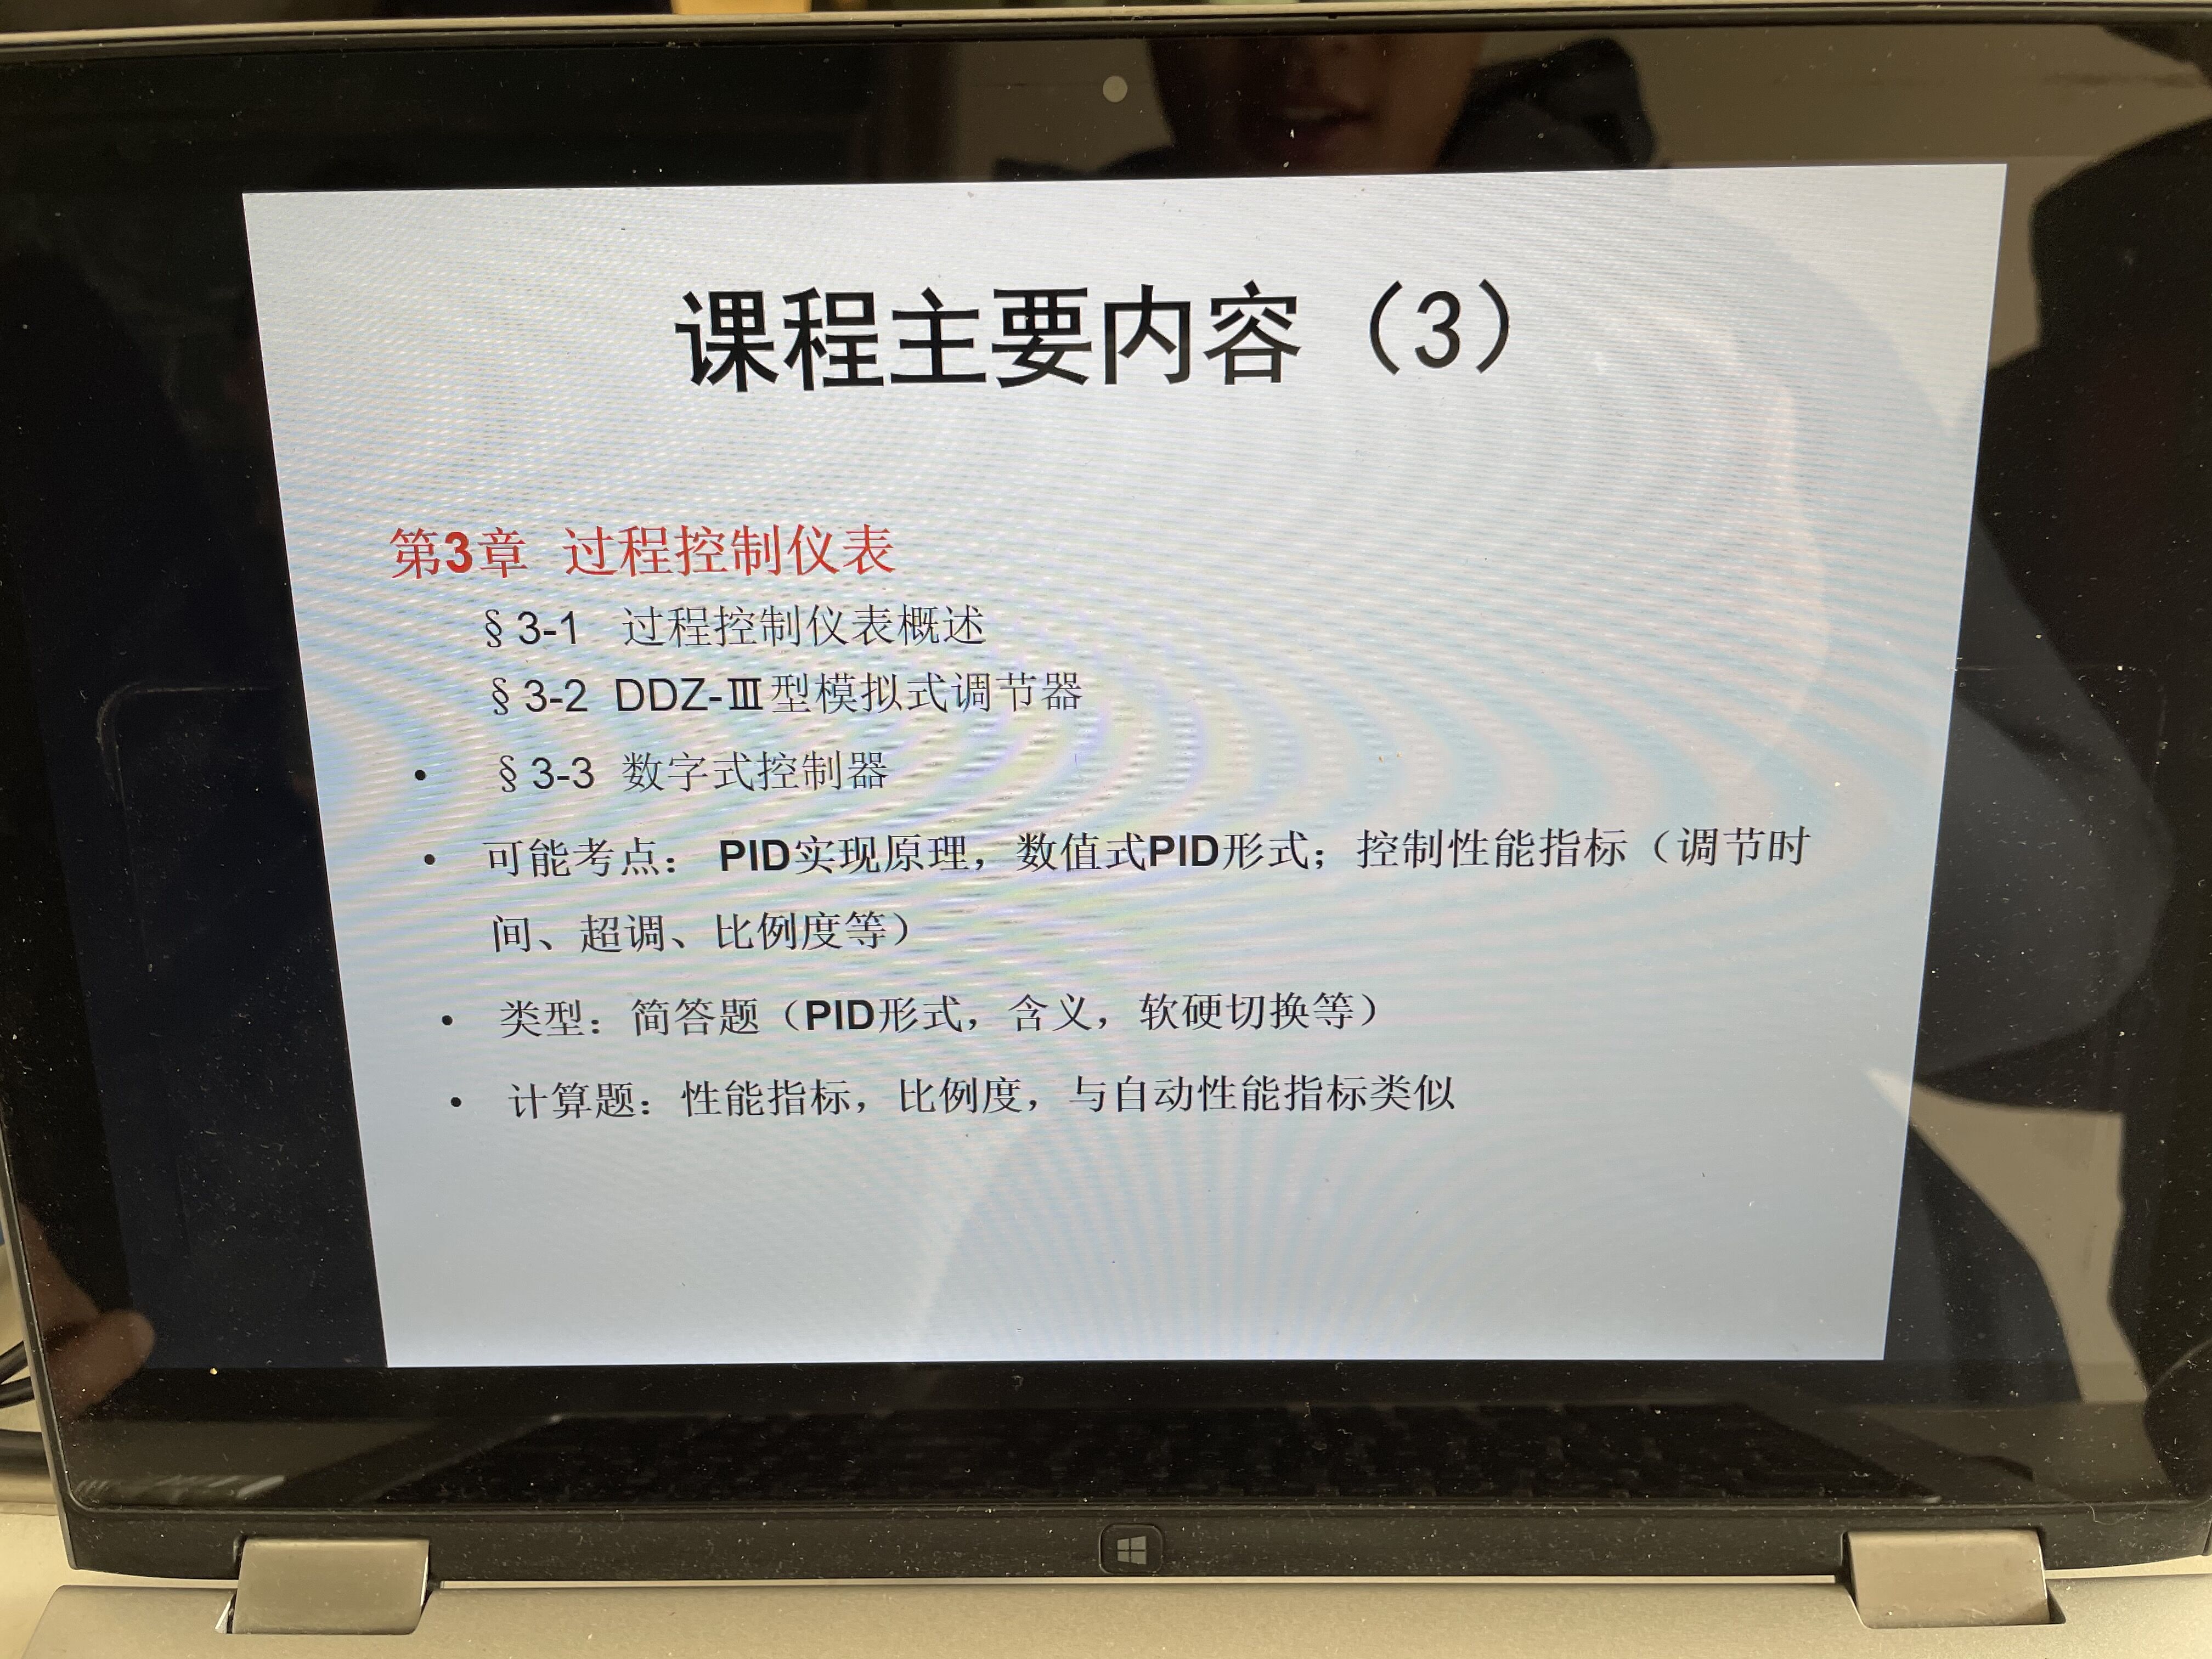 课程主要内容（3）
第3章 过程控制仪表
§3-1 过程控制仪表概述
§3-2 DDZ-Ⅲ型模拟式调节器
• §3-3 数字式控制器
• 可能考点： PID实现原理，数值式PID形式；控制性能指标（调节时
间、超调、比例度等）
• 类型：简答题（PID形式，含义，软硬切换等）
• 计算题：性能指标，比例度，与自动性能指标类似